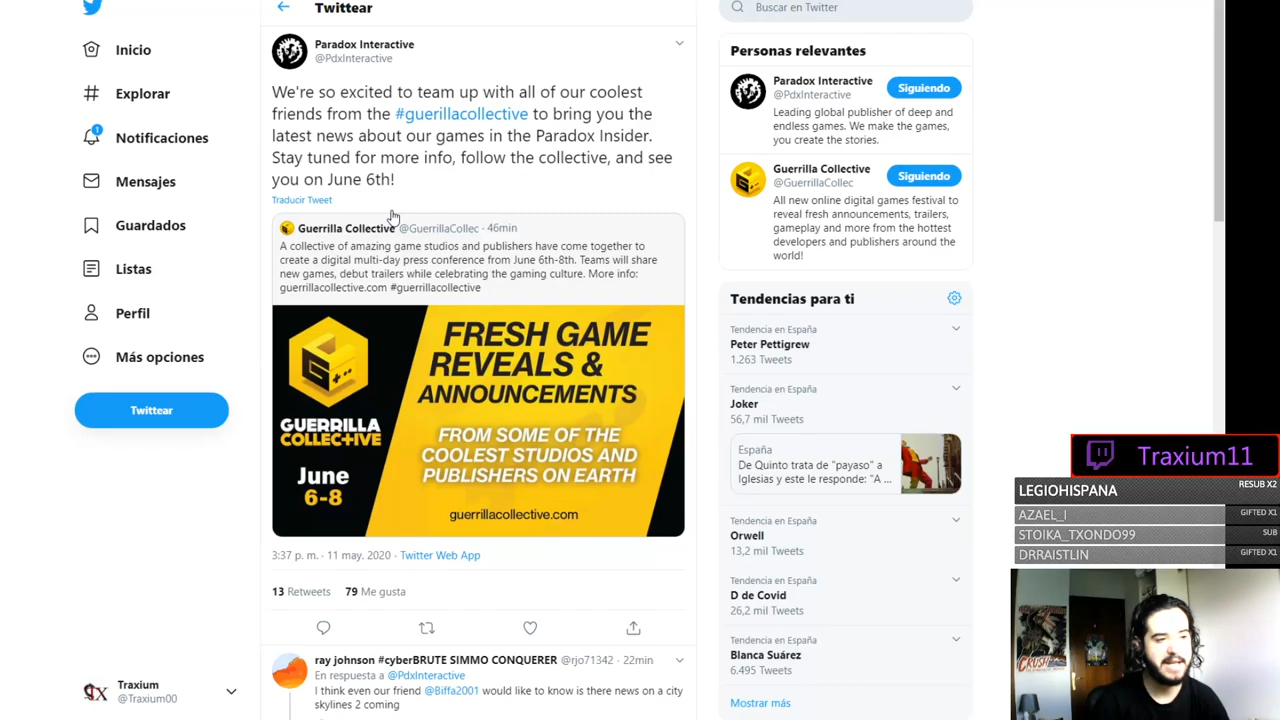 Twittear
Buscar en Twitter
Inicio
Explorar
1
Notificaciones
Mensajes
Guardados
Listas
Perfil
Más opciones
Twittear
Traxium
@Traxium00
Paradox Interactive
@PdxInteractive
We're so excited to team up with all of our coolest
friends from the #guerillacollective to bring you the
latest news about our games in the Paradox Insider.
Stay tuned for more info, follow the collective, and see
you on June 6th!
Traducir Tweet
Guerrilla Collective @GuerrillaCollec · 46min
A collective of amazing game studios and publishers have come together to
create a digital multi-day press conference from June 6th-8th. Teams will share
new games, debut trailers while celebrating the gaming culture. More info:
guerrillacollective.com #guerrillacollective
GUERRILLA
COLLECTIVE
June
6-8
FRESH GAME
REVEALS &
ANNOUNCEMENTS
FROM SOME OF THE
COOLEST STUDIOS AND
PUBLISHERS ON EARTH
guerrillacollective.com
3:37 p. m. · 11 may. 2020 · Twitter Web App
13 Retweets 79 Me gusta
ray johnson #cyberBRUTE SIMMO CONQUERER @rjo71342 · 22min
En respuesta a @PdxInteractive
I think even our friend @Biffa2001 would like to know is there news on a city
skylines 2 coming
Personas relevantes
Paradox Interactive
@PdxInteractive
Siguiendo
Leading global publisher of deep and
endless games. We make the games,
you create the stories.
Guerrilla Collective
@GuerrillaCollec
Siguiendo
All new online digital games festival to
reveal fresh announcements, trailers,
gameplay and more from the hottest
developers and publishers around the
world!
Tendencias para ti
Tendencia en España
Peter Pettigrew
1.263 Tweets
Tendencia en España
Joker
56,7 mil Tweets
España
De Quinto trata de "payaso" a
Iglesias y este le responde: "A ...
Tendencia en España
Orwell
13,2 mil Tweets
Tendencia en España
D de Covid
26,2 mil Tweets
Tendencia en España
Blanca Suárez
6.495 Tweets
Mostrar más
Traxium11
LEGIOHISPANA RESUB X2
AZAEL_I GIFTED X1
STOIKA_TXONDO99 SUB
DRRAISTLIN GIFTED X1
CRUSH